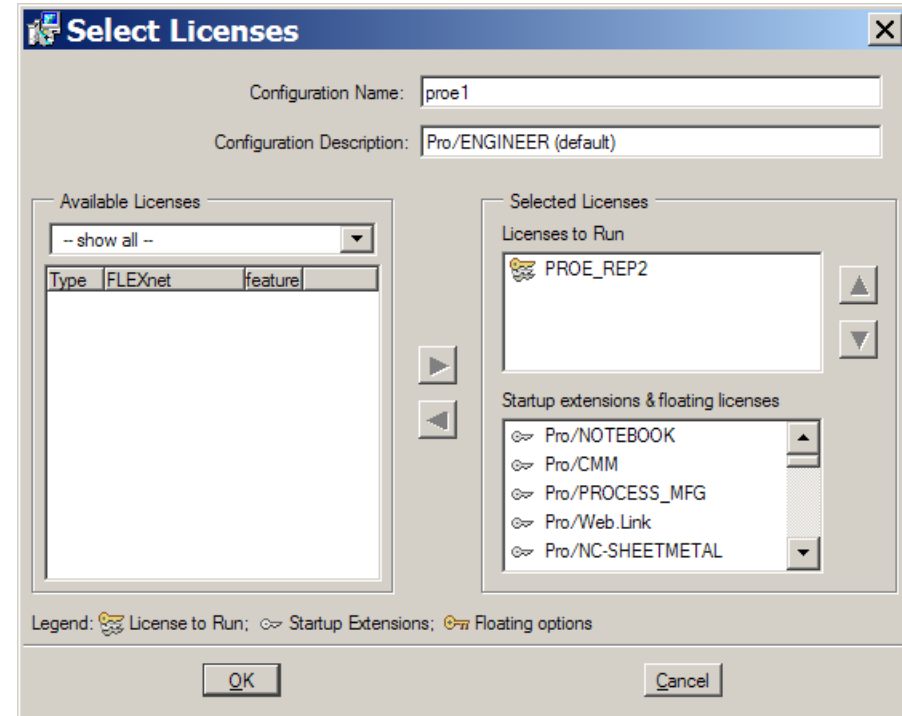 Select Licenses
Configuration Name: proe1
Configuration Description: Pro/ENGINEER (default)
Available Licenses
-- show all --
Type FLEXnet feature
Selected Licenses
Licenses to Run
PROE_REP2
Startup extensions & floating licenses
Pro/NOTEBOOK
Pro/CMM
Pro/PROCESS_MFG
Pro/Web.Link
Pro/NC-SHEETMETAL
Legend: License to Run; Startup Extensions; Floating options
OK
Cancel